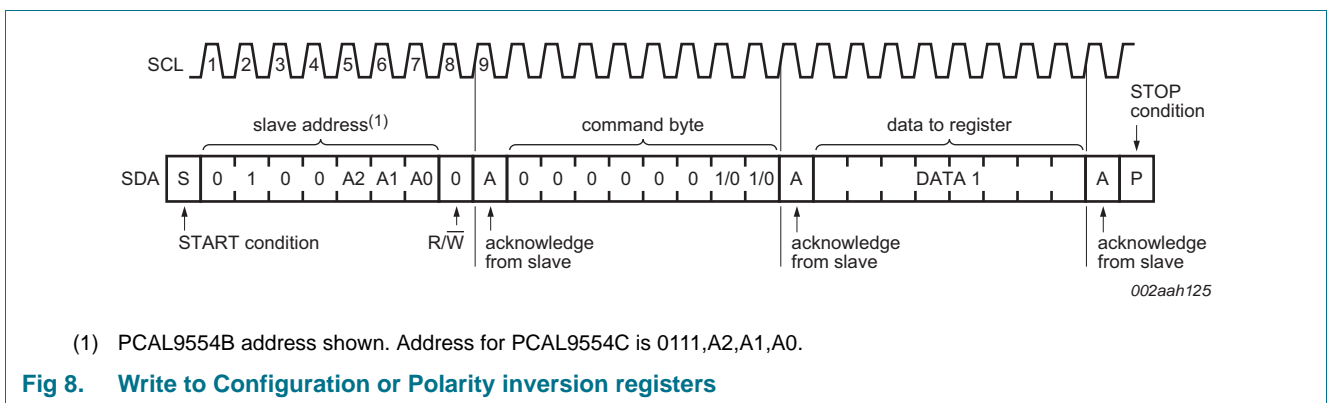 SCL 1 2 3 4 5 6 7 8 9
STOP
condition
slave address(1) command byte data to register
SDA S 0 1 0 0 A2 A1 A0 0 A 0 0 0 0 0 0 1/0 1/0 A DATA 1 A P
START condition R/W̅ acknowledge
from slave acknowledge
from slave acknowledge
from slave
002aah125
(1) PCAL9554B address shown. Address for PCAL9554C is 0111,A2,A1,A0.
Fig 8. Write to Configuration or Polarity inversion registers